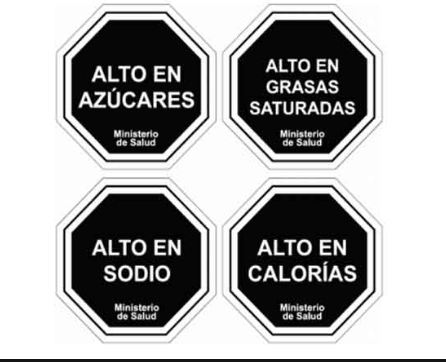 ALTO EN
AZÚCARES
Ministerio
de Salud
ALTO EN
GRASAS
SATURADAS
Ministerio
de Salud
ALTO EN
SODIO
Ministerio
de Salud
ALTO EN
CALORÍAS
Ministerio
de Salud